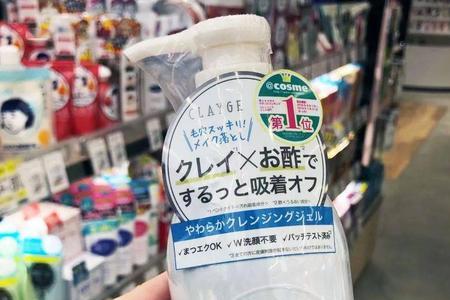 CLAYGE
毛穴スッキリ!
メイク落とし
@cosme
第1位
クレイ×お酢で
するっと吸着オフ
やわらかクレンジングジェル
✓まつエクOK ✓W洗顔不要 ✓パッチテスト済み